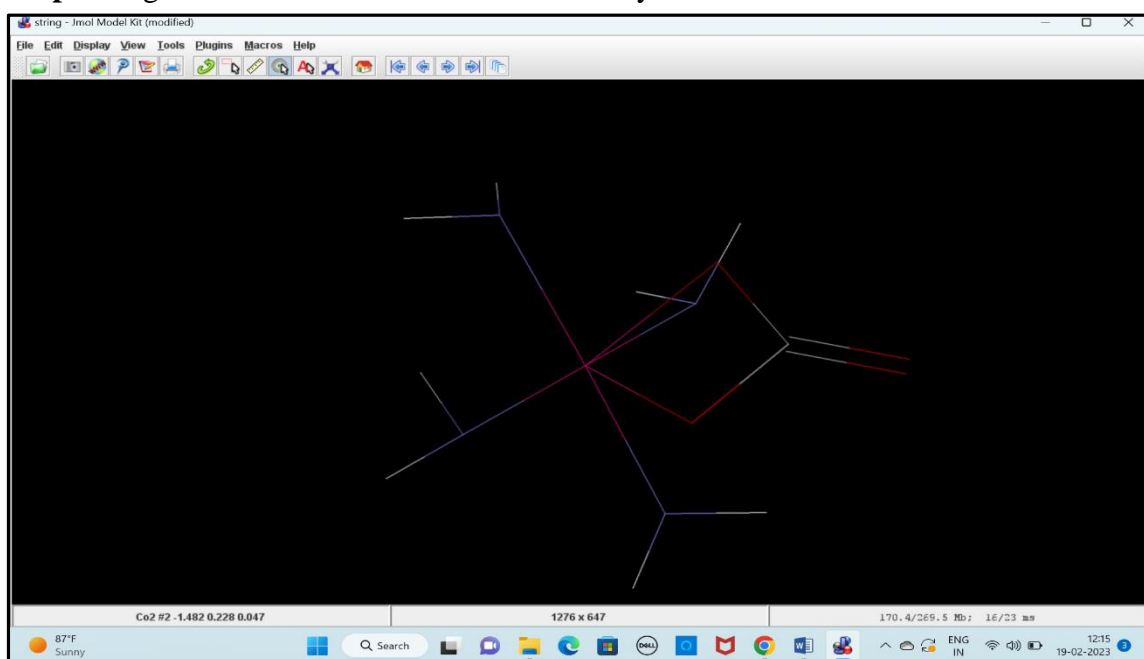 string - Jmol Model Kit (modified)
File Edit Display View Tools Plugins Macros Help
Co2 #2 -1.482 0.228 0.047
1276 x 647
170.4/269.5 Mb; 16/23 ms
87°F
Sunny
Search
DELL
ENG
IN
12:15
19-02-2023
3